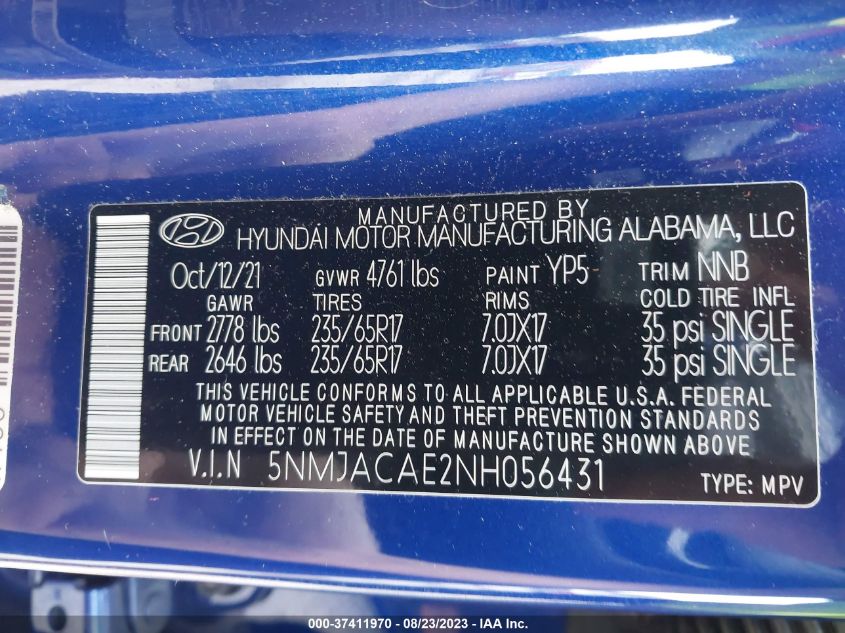 MANUFACTURED BY
HYUNDAI MOTOR MANUFACTURING ALABAMA, LLC
Oct/12/21 GVWR 4761 lbs PAINT YP5 TRIM NNB
GAWR TIRES RIMS COLD TIRE INFL
FRONT 2778 lbs 235/65R17 7.0JX17 35 psi SINGLE
REAR 2646 lbs 235/65R17 7.0JX17 35 psi SINGLE
THIS VEHICLE CONFORMS TO ALL APPLICABLE U.S.A. FEDERAL
MOTOR VEHICLE SAFETY AND THEFT PREVENTION STANDARDS
IN EFFECT ON THE DATE OF MANUFACTURE SHOWN ABOVE
V.I.N 5NMJACAE2NH056431 TYPE: MPV
000-37411970 - 08/23/2023 - IAA Inc.